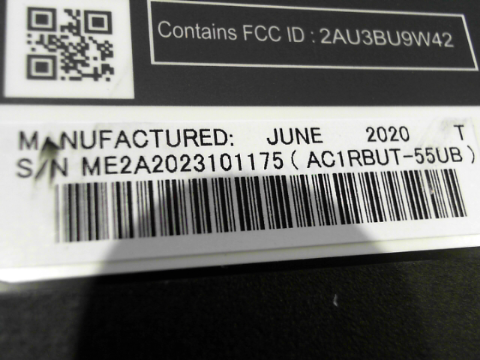 Contains FCC ID : 2AU3BU9W42
MANUFACTURED: JUNE 2020 T
S/N ME2A2023101175 ( AC1RBUT-55UB )